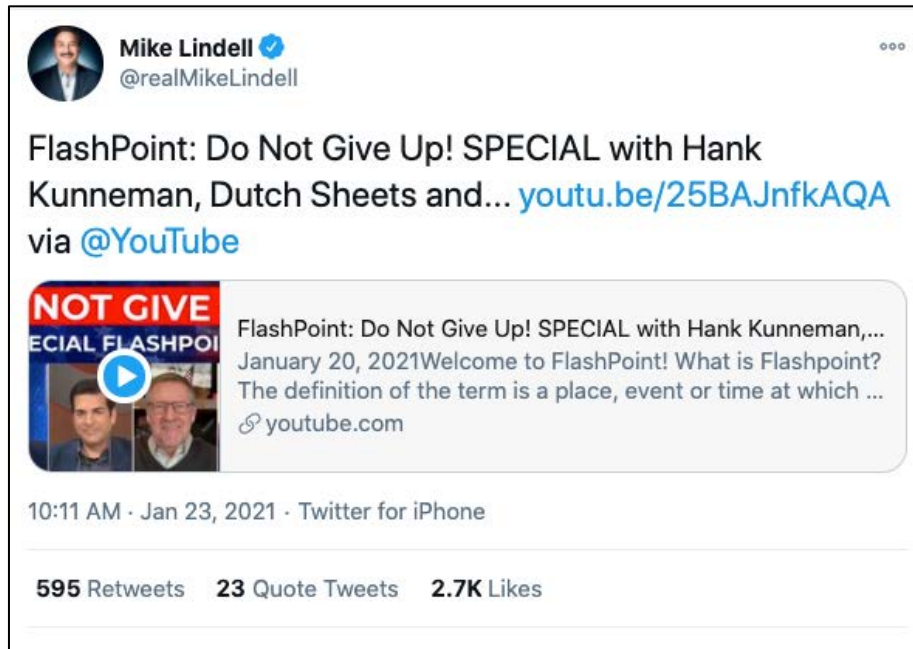 Mike Lindell
@realMikeLindell
FlashPoint: Do Not Give Up! SPECIAL with Hank
Kunneman, Dutch Sheets and... youtu.be/25BAJnfkAQA
via @YouTube
NOT GIVE
ECIAL FLASHPOI
FlashPoint: Do Not Give Up! SPECIAL with Hank Kunneman,...
January 20, 2021Welcome to FlashPoint! What is Flashpoint?
The definition of the term is a place, event or time at which ...
youtube.com
10:11 AM · Jan 23, 2021 · Twitter for iPhone
595 Retweets 23 Quote Tweets 2.7K Likes